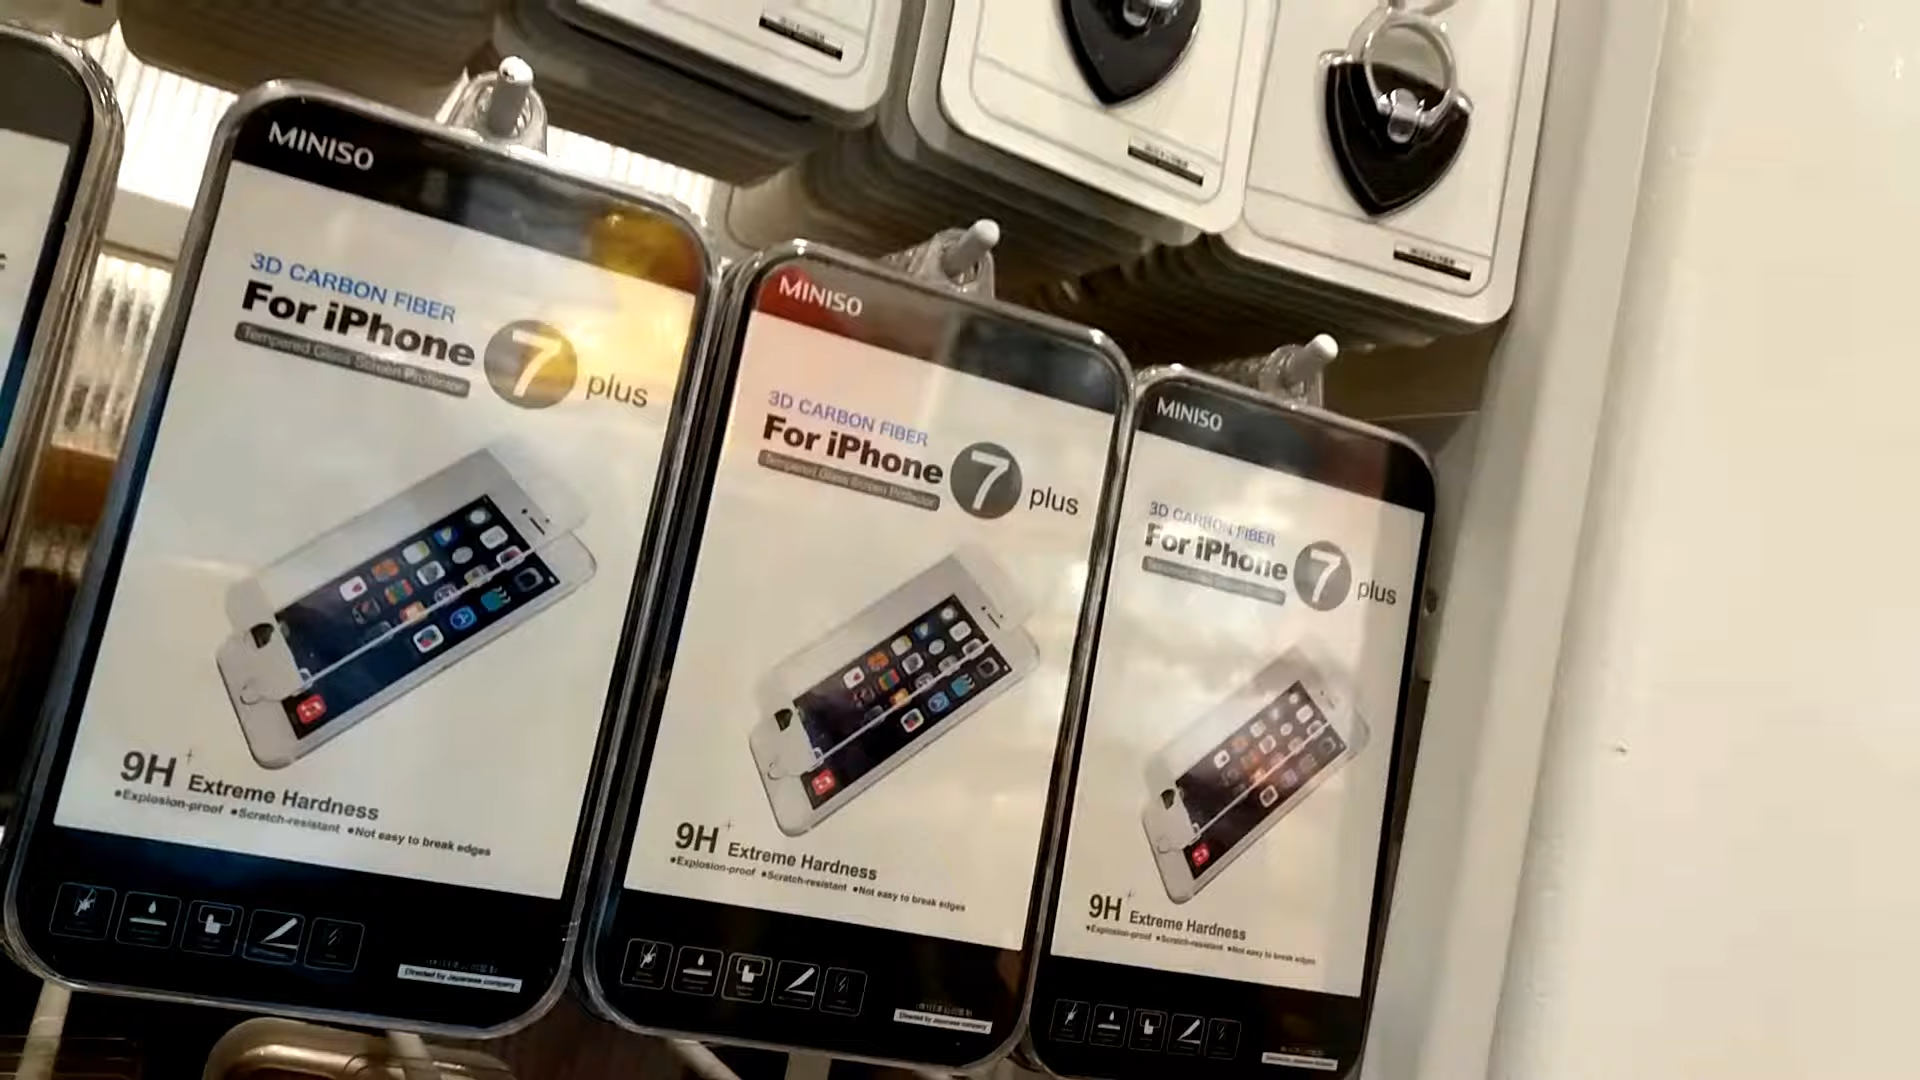 MINISO
3D CARBON FIBER
For iPhone 7 plus
Tempered Glass Screen Protector
9H Extreme Hardness
•Explosion-proof •Scratch-resistant •Not easy to break edges
Directed by Japanese company
MINISO
3D CARBON FIBER
For iPhone 7 plus
Tempered Glass Screen Protector
9H Extreme Hardness
•Explosion-proof •Scratch-resistant •Not easy to break edges
Directed by Japanese company
MINISO
3D CARBON FIBER
For iPhone 7 plus
9H Extreme Hardness
•Explosion-proof •Scratch-resistant •Not easy to break edges